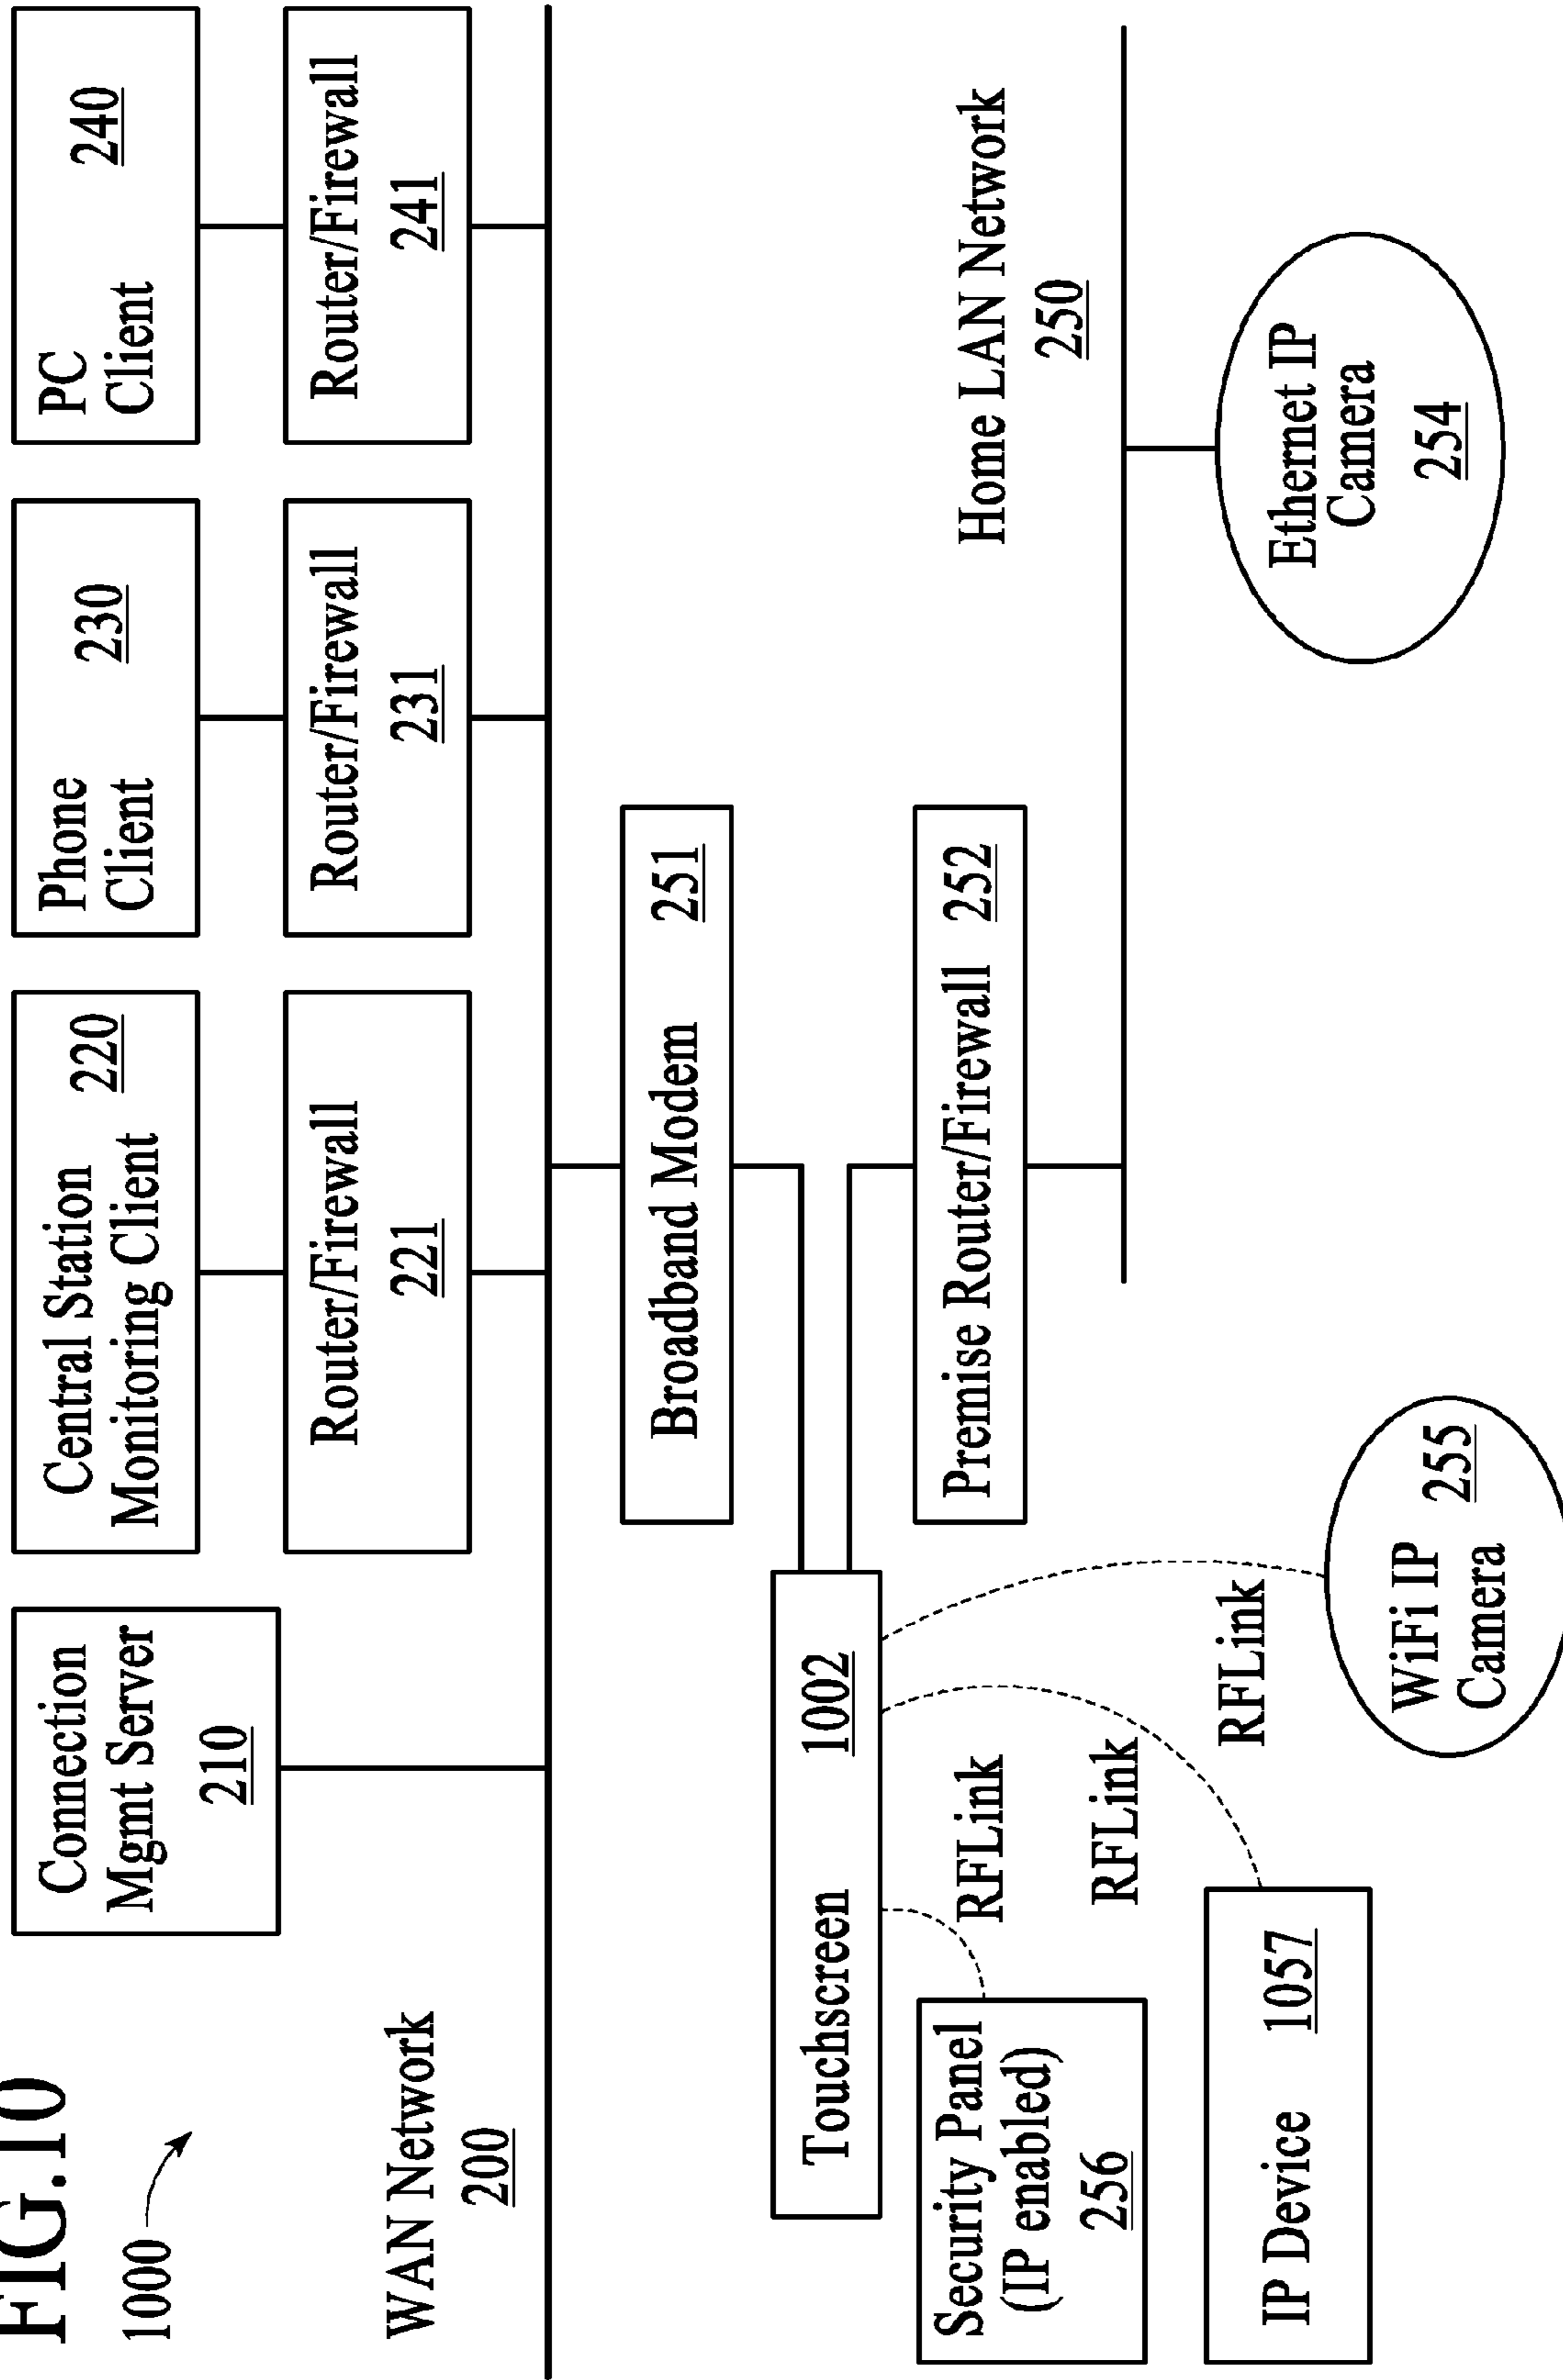 FIG.10
1000
Connection
Mgmt Server
210
Central Station
Monitoring Client
220
Phone
Client
230
PC
Client
240
Router/Firewall
221
Router/Firewall
231
Router/Firewall
241
WAN Network
200
Broadband Modem 251
Touchscreen 1002
Premise Router/Firewall 252
Home LAN Network
250
Security Panel
(IP enabled)
256
RFLink
RFLink
RFLink
IP Device 1057
WiFi IP
Camera
255
Ethernet IP
Camera
254